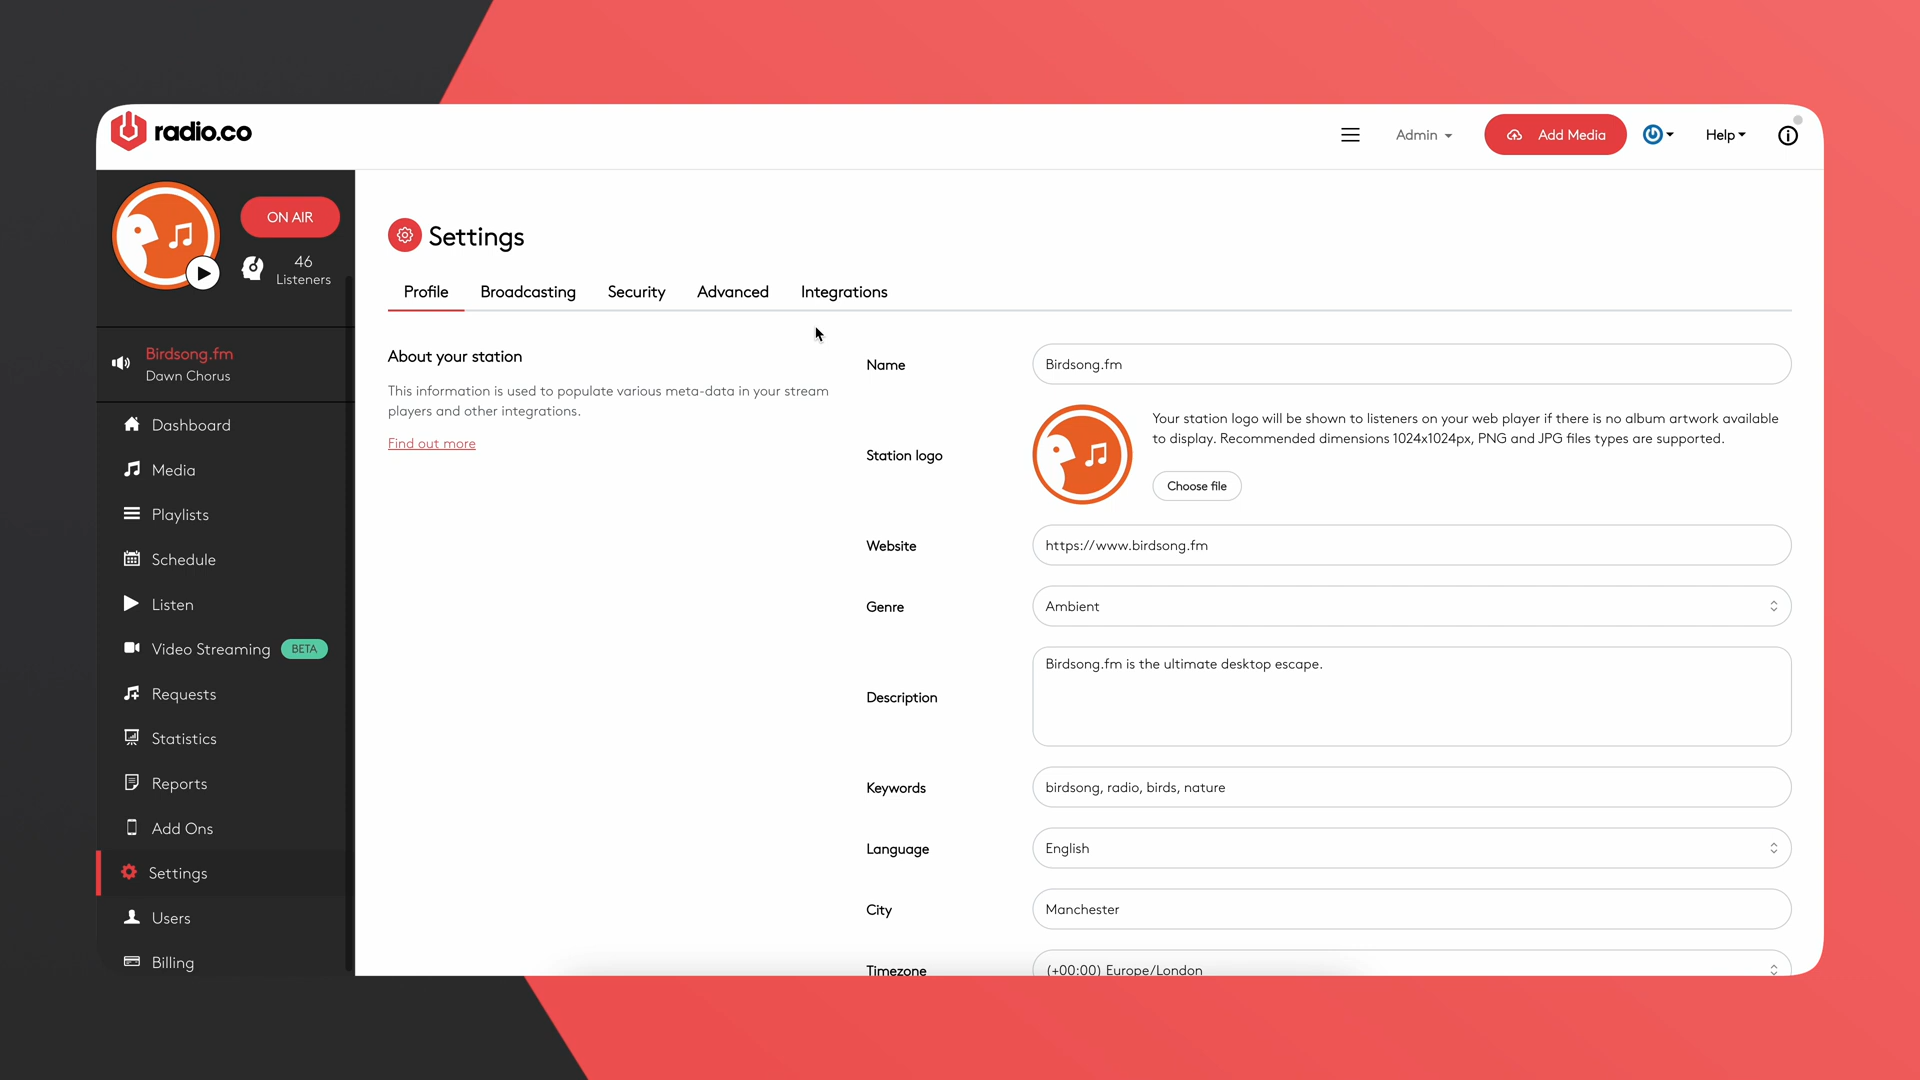 radio.co
Admin
Add Media
Help
ON AIR
46
Listeners
Birdsong.fm
Dawn Chorus
Dashboard
Media
Playlists
Schedule
Listen
Video Streaming BETA
Requests
Statistics
Reports
Add Ons
Settings
Users
Billing
Settings
Profile Broadcasting Security Advanced Integrations
About your station
This information is used to populate various meta-data in your stream
players and other integrations.
Find out more
Name
Birdsong.fm
Station logo
Your station logo will be shown to listeners on your web player if there is no album artwork available
to display. Recommended dimensions 1024x1024px, PNG and JPG files types are supported.
Choose file
Website
https://www.birdsong.fm
Genre
Ambient
Description
Birdsong.fm is the ultimate desktop escape.
Keywords
birdsong, radio, birds, nature
Language
English
City
Manchester
Timezone
(+00:00) Europe/London